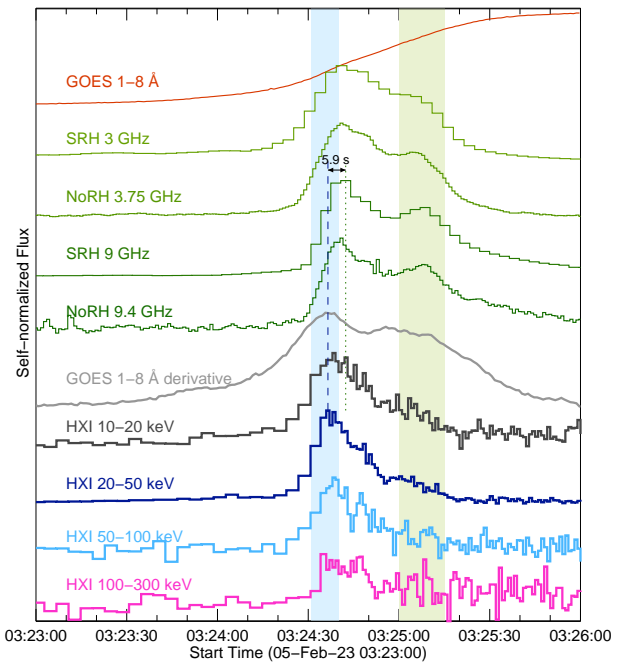 GOES 1−8 Å
SRH 3 GHz
5.9 s
NoRH 3.75 GHz
SRH 9 GHz
NoRH 9.4 GHz
GOES 1−8 Å derivative
HXI 10−20 keV
HXI 20−50 keV
HXI 50−100 keV
HXI 100−300 keV
Self−normalized Flux
03:23:00 03:23:30 03:24:00 03:24:30 03:25:00 03:25:30 03:26:00
Start Time (05−Feb−23 03:23:00)